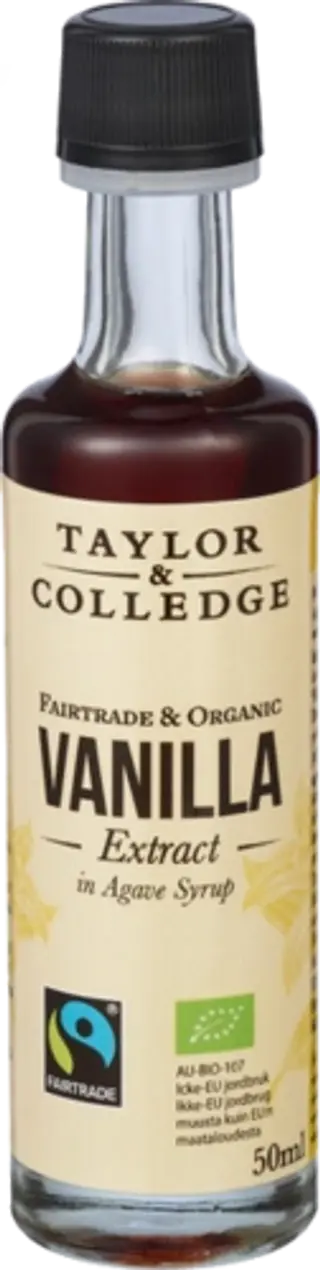 TAYLOR
&
COLLEDGE
FAIRTRADE & ORGANIC
VANILLA
Extract
in Agave Syrup
FAIRTRADE
®
AU-BIO-107
Icke-EU jordbruk
Ikke-EU jordbrug
muusta kuin EU:n
maataloudesta
50ml